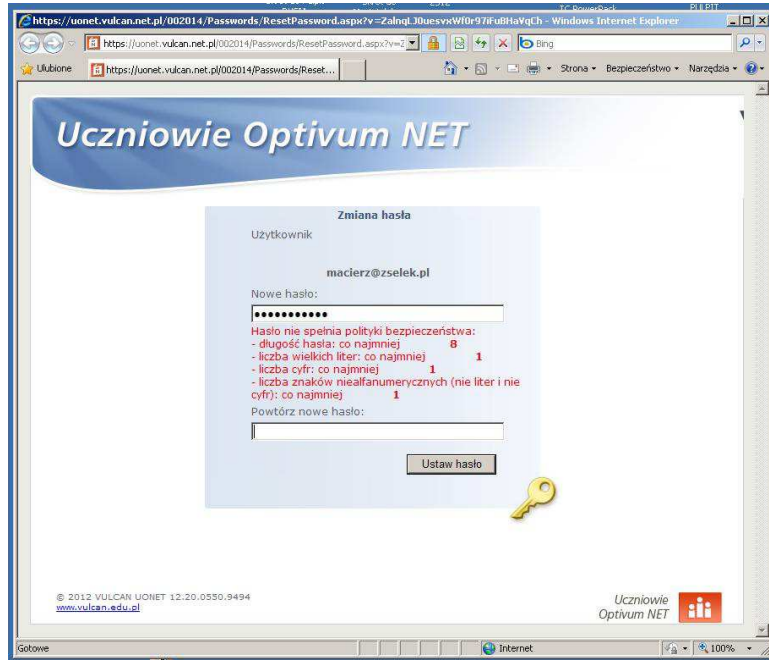 TC PowerPack
PULPIT
https://uonet.vulcan.net.pl/002014/Passwords/ResetPassword.aspx?v=ZalnqLJ0uesvxWf0r97iFuBHaYqCh - Windows Internet Explorer
https://uonet.vulcan.net.pl/002014/Passwords/ResetPassword.aspx?v=Z
Bing
Ulubione
https://uonet.vulcan.net.pl/002014/Passwords/Reset...
Strona
Bezpieczeństwo
Narzędzia
Uczniowie Optivum NET
Zmiana hasła
Użytkownik
macierz@zselek.pl
Nowe hasło:
•••••••••••
Hasło nie spełnia polityki bezpieczeństwa:
- długość hasła: co najmniej 8
- liczba wielkich liter: co najmniej 1
- liczba cyfr: co najmniej 1
- liczba znaków niealfanumerycznych (nie liter i nie
cyfr): co najmniej 1
Powtórz nowe hasło:
Ustaw hasło
© 2012 VULCAN UONET 12.20.0550.9494
www.vulcan.edu.pl
Uczniowie
Optivum NET
Gotowe
Internet
100%